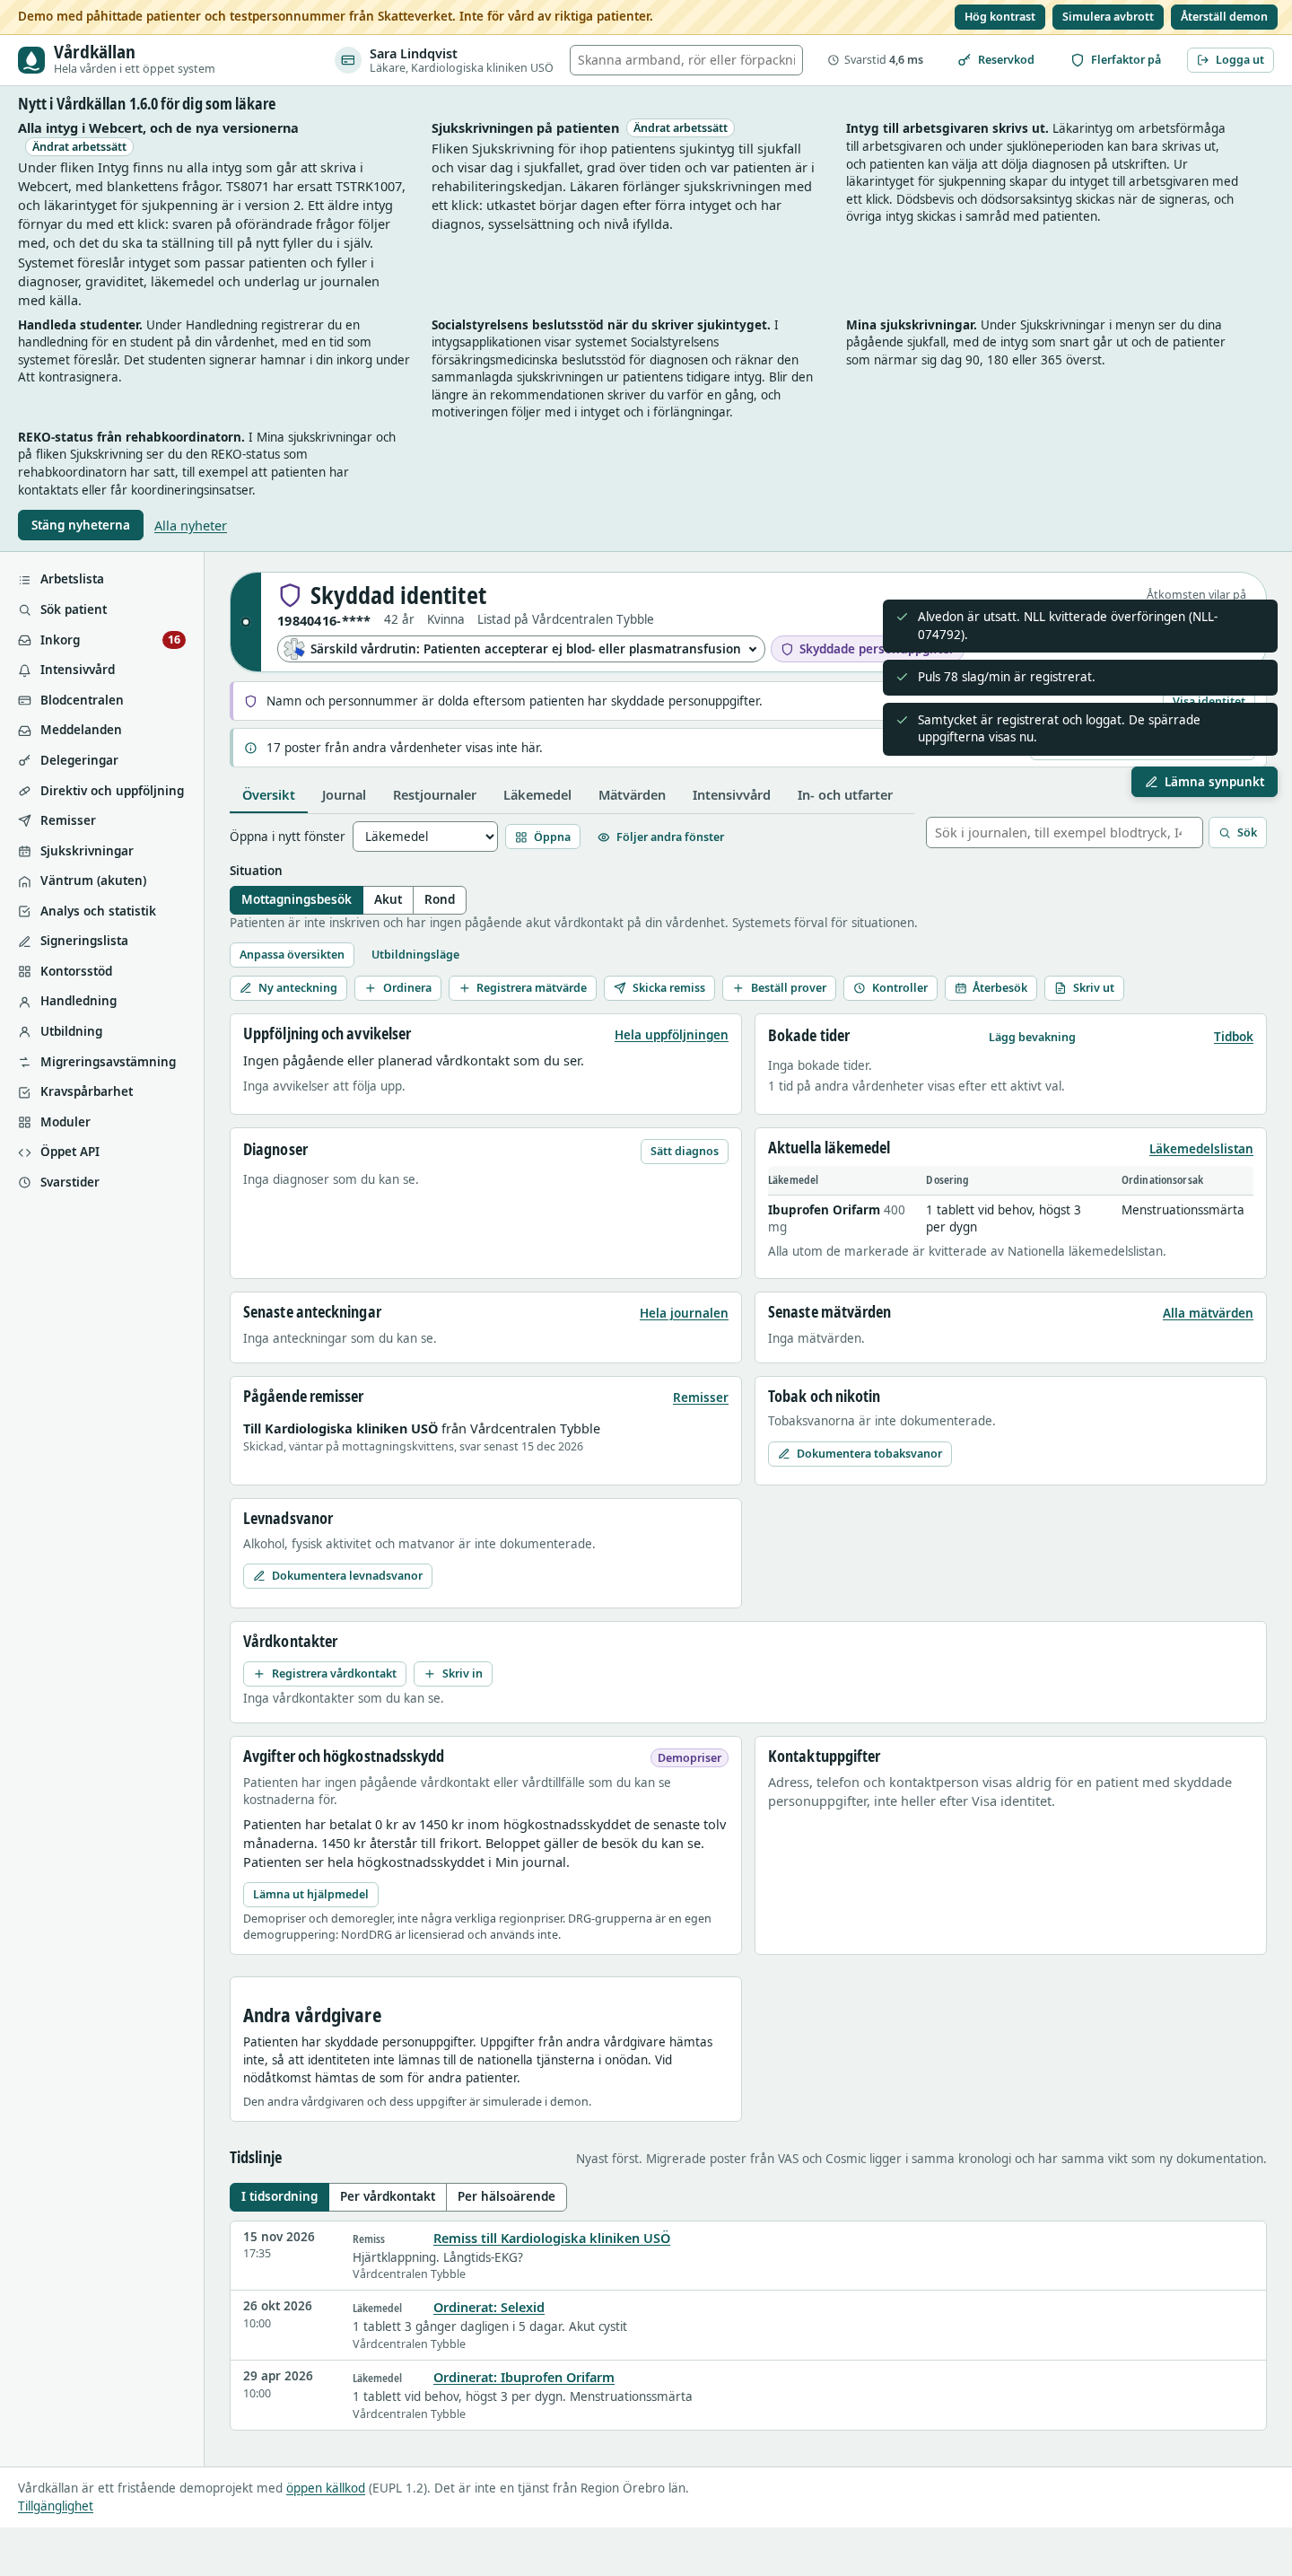 Demo med påhittade patienter och testpersonnummer från Skatteverket. Inte för vård av riktiga patienter.
Hög kontrast
Simulera avbrott
Återställ demon
Vårdkällan
Hela vården i ett öppet system
Sara Lindqvist
Läkare, Kardiologiska kliniken USÖ
Skanna armband, rör eller förpackni
Svarstid 4,6 ms
Reservkod
Flerfaktor på
Logga ut
Nytt i Vårdkällan 1.6.0 för dig som läkare
Alla intyg i Webcert, och de nya versionerna
Ändrat arbetssätt
Under fliken Intyg finns nu alla intyg som går att skriva i
Webcert, med blankettens frågor. TS8071 har ersatt TSTRK1007,
och läkarintyget för sjukpenning är i version 2. Ett äldre intyg
förnyar du med ett klick: svaren på oförändrade frågor följer
med, och det du ska ta ställning till på nytt fyller du i själv.
Systemet föreslår intyget som passar patienten och fyller i
diagnoser, graviditet, läkemedel och underlag ur journalen
med källa.
Sjukskrivningen på patienten Ändrat arbetssätt
Fliken Sjukskrivning för ihop patientens sjukintyg till sjukfall
och visar dag i sjukfallet, grad över tiden och var patienten är i
rehabiliteringskedjan. Läkaren förlänger sjukskrivningen med
ett klick: utkastet börjar dagen efter förra intyget och har
diagnos, sysselsättning och nivå ifyllda.
Intyg till arbetsgivaren skrivs ut. Läkarintyg om arbetsförmåga
till arbetsgivaren och under sjuklöneperioden kan bara skrivas ut,
och patienten kan välja att dölja diagnosen på utskriften. Ur
läkarintyget för sjukpenning skapar du intyget till arbetsgivaren med
ett klick. Dödsbevis och dödsorsaksintyg skickas när de signeras, och
övriga intyg skickas i samråd med patienten.
Handleda studenter. Under Handledning registrerar du en
handledning för en student på din vårdenhet, med en tid som
systemet föreslår. Det studenten signerar hamnar i din inkorg under
Att kontrasignera.
Socialstyrelsens beslutsstöd när du skriver sjukintyget. I
intygsapplikationen visar systemet Socialstyrelsens
försäkringsmedicinska beslutsstöd för diagnosen och räknar den
sammanlagda sjukskrivningen ur patientens tidigare intyg. Blir den
längre än rekommendationen skriver du varför en gång, och
motiveringen följer med i intyget och i förlängningar.
Mina sjukskrivningar. Under Sjukskrivningar i menyn ser du dina
pågående sjukfall, med de intyg som snart går ut och de patienter
som närmar sig dag 90, 180 eller 365 överst.
REKO-status från rehabkoordinatorn. I Mina sjukskrivningar och
på fliken Sjukskrivning ser du den REKO-status som
rehabkoordinatorn har satt, till exempel att patienten har
kontaktats eller får koordineringsinsatser.
Stäng nyheterna
Alla nyheter
Arbetslista
Sök patient
Inkorg 16
Intensivvård
Blodcentralen
Meddelanden
Delegeringar
Direktiv och uppföljning
Remisser
Sjukskrivningar
Väntrum (akuten)
Analys och statistik
Signeringslista
Kontorsstöd
Handledning
Utbildning
Migreringsavstämning
Kravspårbarhet
Moduler
Öppet API
Svarstider
Skyddad identitet
19840416-**** 42 år Kvinna Listad på Vårdcentralen Tybble
Åtkomsten vilar på
Särskild vårdrutin: Patienten accepterar ej blod- eller plasmatransfusion
Alvedon är utsatt. NLL kvitterade överföringen (NLL-
074792).
Puls 78 slag/min är registrerat.
Samtycket är registrerat och loggat. De spärrade
uppgifterna visas nu.
Namn och personnummer är dolda eftersom patienten har skyddade personuppgifter.
17 poster från andra vårdenheter visas inte här.
Lämna synpunkt
Översikt
Journal
Restjournaler
Läkemedel
Mätvärden
Intensivvård
In- och utfarter
Öppna i nytt fönster
Läkemedel
Öppna
Följer andra fönster
Sök i journalen, till exempel blodtryck, I
Sök
Situation
Mottagningsbesök
Akut
Rond
Patienten är inte inskriven och har ingen pågående akut vårdkontakt på din vårdenhet. Systemets förval för situationen.
Anpassa översikten
Utbildningsläge
Ny anteckning
Ordinera
Registrera mätvärde
Skicka remiss
Beställ prover
Kontroller
Återbesök
Skriv ut
Uppföljning och avvikelser
Hela uppföljningen
Ingen pågående eller planerad vårdkontakt som du ser.
Inga avvikelser att följa upp.
Bokade tider
Lägg bevakning
Tidbok
Inga bokade tider.
1 tid på andra vårdenheter visas efter ett aktivt val.
Diagnoser
Sätt diagnos
Inga diagnoser som du kan se.
Aktuella läkemedel
Läkemedelslistan
Läkemedel Dosering Ordinationsorsak
Ibuprofen Orifarm 400
mg
1 tablett vid behov, högst 3
per dygn
Menstruationssmärta
Alla utom de markerade är kvitterade av Nationella läkemedelslistan.
Senaste anteckningar
Hela journalen
Inga anteckningar som du kan se.
Senaste mätvärden
Alla mätvärden
Inga mätvärden.
Pågående remisser
Remisser
Till Kardiologiska kliniken USÖ från Vårdcentralen Tybble
Skickad, väntar på mottagningskvittens, svar senast 15 dec 2026
Tobak och nikotin
Tobaksvanorna är inte dokumenterade.
Dokumentera tobaksvanor
Levnadsvanor
Alkohol, fysisk aktivitet och matvanor är inte dokumenterade.
Dokumentera levnadsvanor
Vårdkontakter
Registrera vårdkontakt
Skriv in
Inga vårdkontakter som du kan se.
Avgifter och högkostnadsskydd
Demopriser
Patienten har ingen pågående vårdkontakt eller vårdtillfälle som du kan se
kostnaderna för.
Patienten har betalat 0 kr av 1450 kr inom högkostnadsskyddet de senaste tolv
månaderna. 1450 kr återstår till frikort. Beloppet gäller de besök du kan se.
Patienten ser hela högkostnadsskyddet i Min journal.
Lämna ut hjälpmedel
Demopriser och demoregler, inte några verkliga regionpriser. DRG-grupperna är en egen
demogruppering: NordDRG är licensierad och används inte.
Kontaktuppgifter
Adress, telefon och kontaktperson visas aldrig för en patient med skyddade
personuppgifter, inte heller efter Visa identitet.
Andra vårdgivare
Patienten har skyddade personuppgifter. Uppgifter från andra vårdgivare hämtas
inte, så att identiteten inte lämnas till de nationella tjänsterna i onödan. Vid
nödåtkomst hämtas de som för andra patienter.
Den andra vårdgivaren och dess uppgifter är simulerade i demon.
Tidslinje
Nyast först. Migrerade poster från VAS och Cosmic ligger i samma kronologi och har samma vikt som ny dokumentation.
I tidsordning
Per vårdkontakt
Per hälsoärende
15 nov 2026
17:35
Remiss
Remiss till Kardiologiska kliniken USÖ
Hjärtklappning. Långtids-EKG?
Vårdcentralen Tybble
26 okt 2026
10:00
Läkemedel
Ordinerat: Selexid
1 tablett 3 gånger dagligen i 5 dagar. Akut cystit
Vårdcentralen Tybble
29 apr 2026
10:00
Läkemedel
Ordinerat: Ibuprofen Orifarm
1 tablett vid behov, högst 3 per dygn. Menstruationssmärta
Vårdcentralen Tybble
Vårdkällan är ett fristående demoprojekt med öppen källkod (EUPL 1.2). Det är inte en tjänst från Region Örebro län.
Tillgänglighet